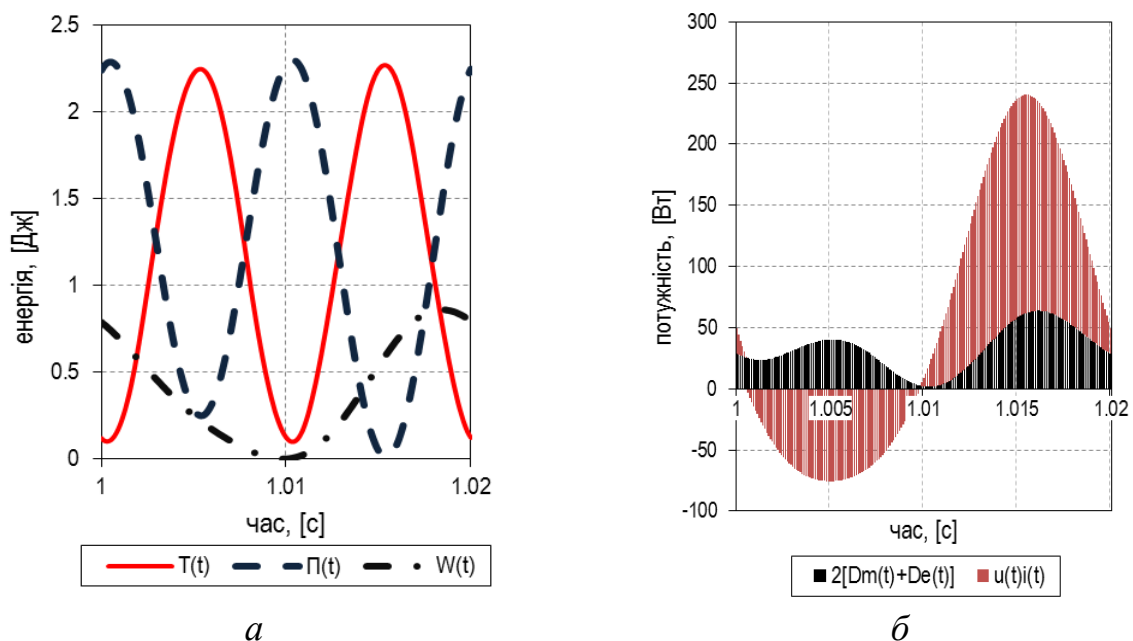 2.5
2
1.5
1
0.5
0
енергія, [Дж]
1
1.01
1.02
час, [с]
T(t)
П(t)
W(t)
а
300
250
200
150
100
50
0
-50
-100
потужність, [Вт]
1
1.005
1.01
1.015
1.02
час, [с]
2[Dm(t)+De(t)]
u(t)i(t)
б